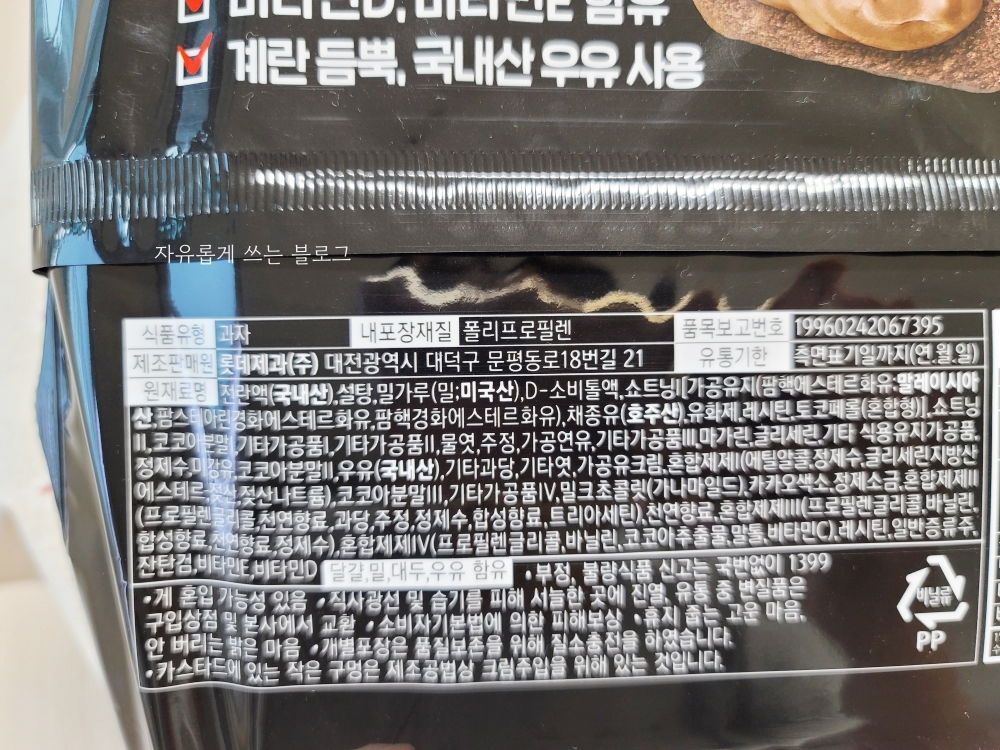 비타민D, 비타민E 함유
계란 듬뿍, 국내산 우유 사용
자유롭게 쓰는 블로그
식품유형 과자 내포장재질 폴리프로필렌 품목보고번호 19960242067395
제조판매원 롯데제과(주) 대전광역시 대덕구 문평동로18번길 21 유통기한 측면표기일까지(연.월.일)
원재료명 전란액(국내산),설탕,밀가루(밀:미국산),D-소비톨액,쇼트닝I[가공유지(팜핵에스테르화유:말레이시아
산,팜스테아린경화에스테르화유,팜핵경화에스테르화유),채종유(호주산),유화제,레시틴,토코페롤(혼합형)],쇼트닝
II,코코아분말,기타가공품I,기타가공품II,물엿,주정,가공연유,기타가공품III,마가린,글리세린,기타 식용유지가공품,
정제수,미강유,코코아분말II,우유(국내산),기타과당,기타엿,가공유크림,혼합제제I(에틸알콜,정제수,글리세린지방산
에스테르,젖산,젖산나트륨),코코아분말III,기타가공품IV,밀크초콜릿(가나마일드),카카오색소,정제소금,혼합제제II
(프로필렌글리콜,천연향료,과당,주정,정제수,합성향료,트리아세틴),천연향료,혼합제제III(프로필렌글리콜,바닐린,
합성향료,천연향료,정제수),혼합제제IV(프로필렌글리콜,바닐린,코코아추출물,말톨,비타민C),레시틴,일반증류주,
잔탄검,비타민E,비타민D 달걀,밀,대두,우유 함유 •부정, 불량식품 신고는 국번없이 1399
•게 혼입 가능성 있음 •직사광선 및 습기를 피해 서늘한 곳에 진열, 유통 중 변질품은
구입상점 및 본사에서 교환 •소비자기본법에 의한 피해보상 •휴지 줍는 고운 마음,
안 버리는 밝은 마음 •개별포장은 품질보존을 위해 질소충전을 하였습니다.
•카스타드에 있는 작은 구멍은 제조공법상 크림주입을 위해 있는 것입니다.
비닐류
PP